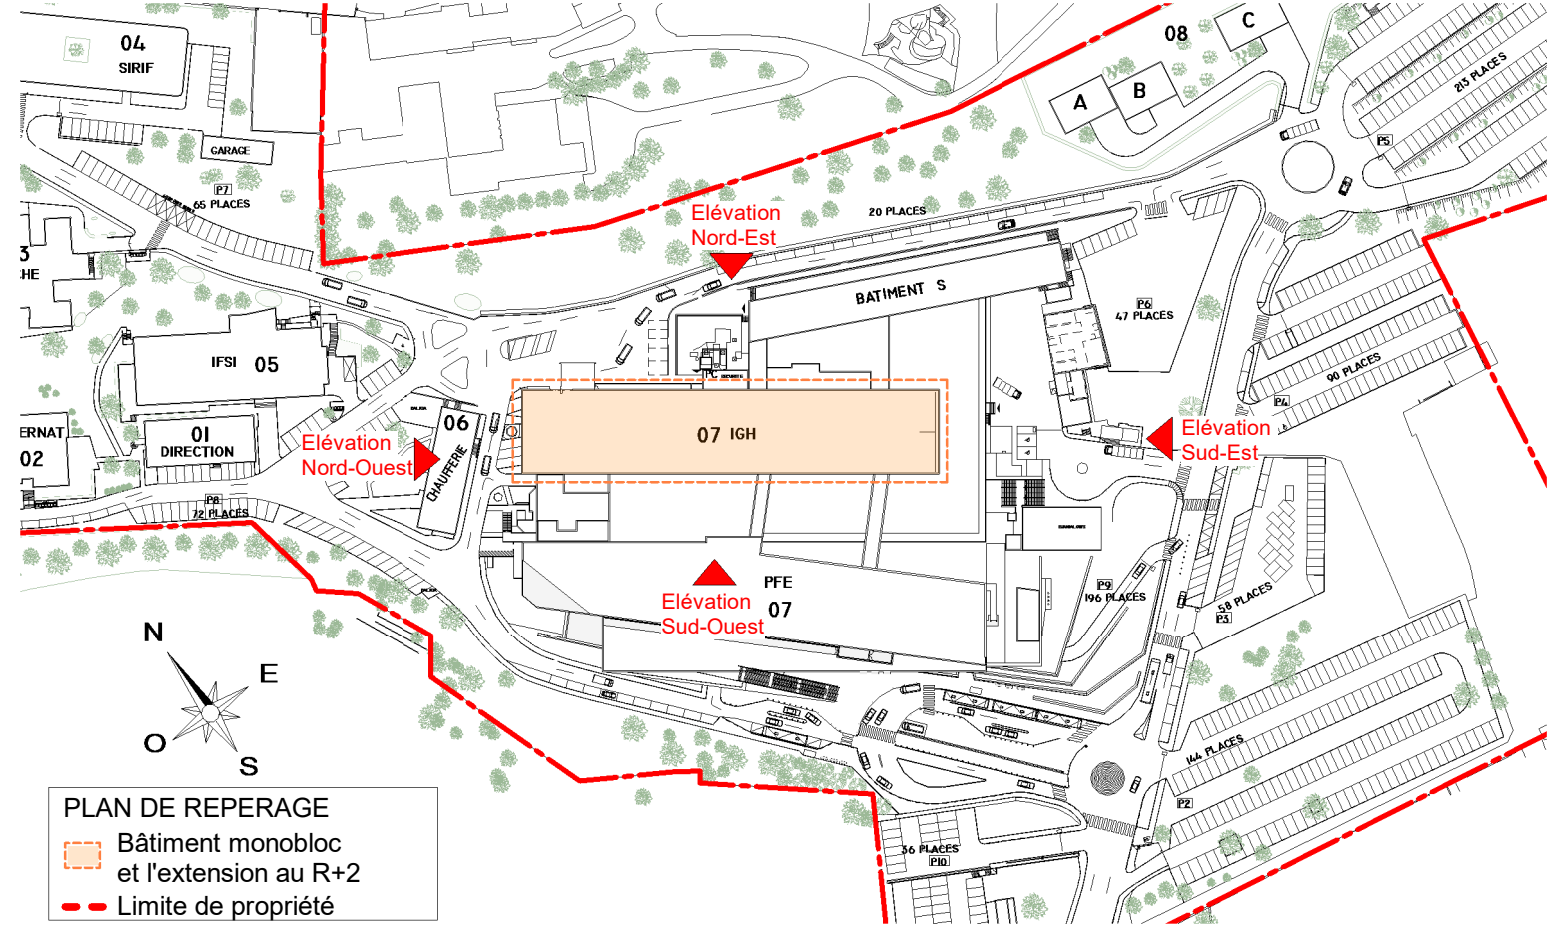 C
08
04
SIRIF
213 PLACES
A
B
P5
GARAGE
P7
65 PLACES
20 PLACES
Elévation
Nord-Est
3
CHE
BATIMENT S
P6
47 PLACES
IFSI 05
90 PLACES
P4
06
ERNAT
02
01
DIRECTION
Elévation
Nord-Ouest
CHAUFFERIE
07 IGH
Elévation
Sud-Est
P8
72 PLACES
PFE
07
Elévation
Sud-Ouest
P9
196 PLACES
58 PLACES
P3
N
E
O
S
144 PLACES
P2
36 PLACES
P10
PLAN DE REPERAGE
Bâtiment monobloc
et l'extension au R+2
Limite de propriété